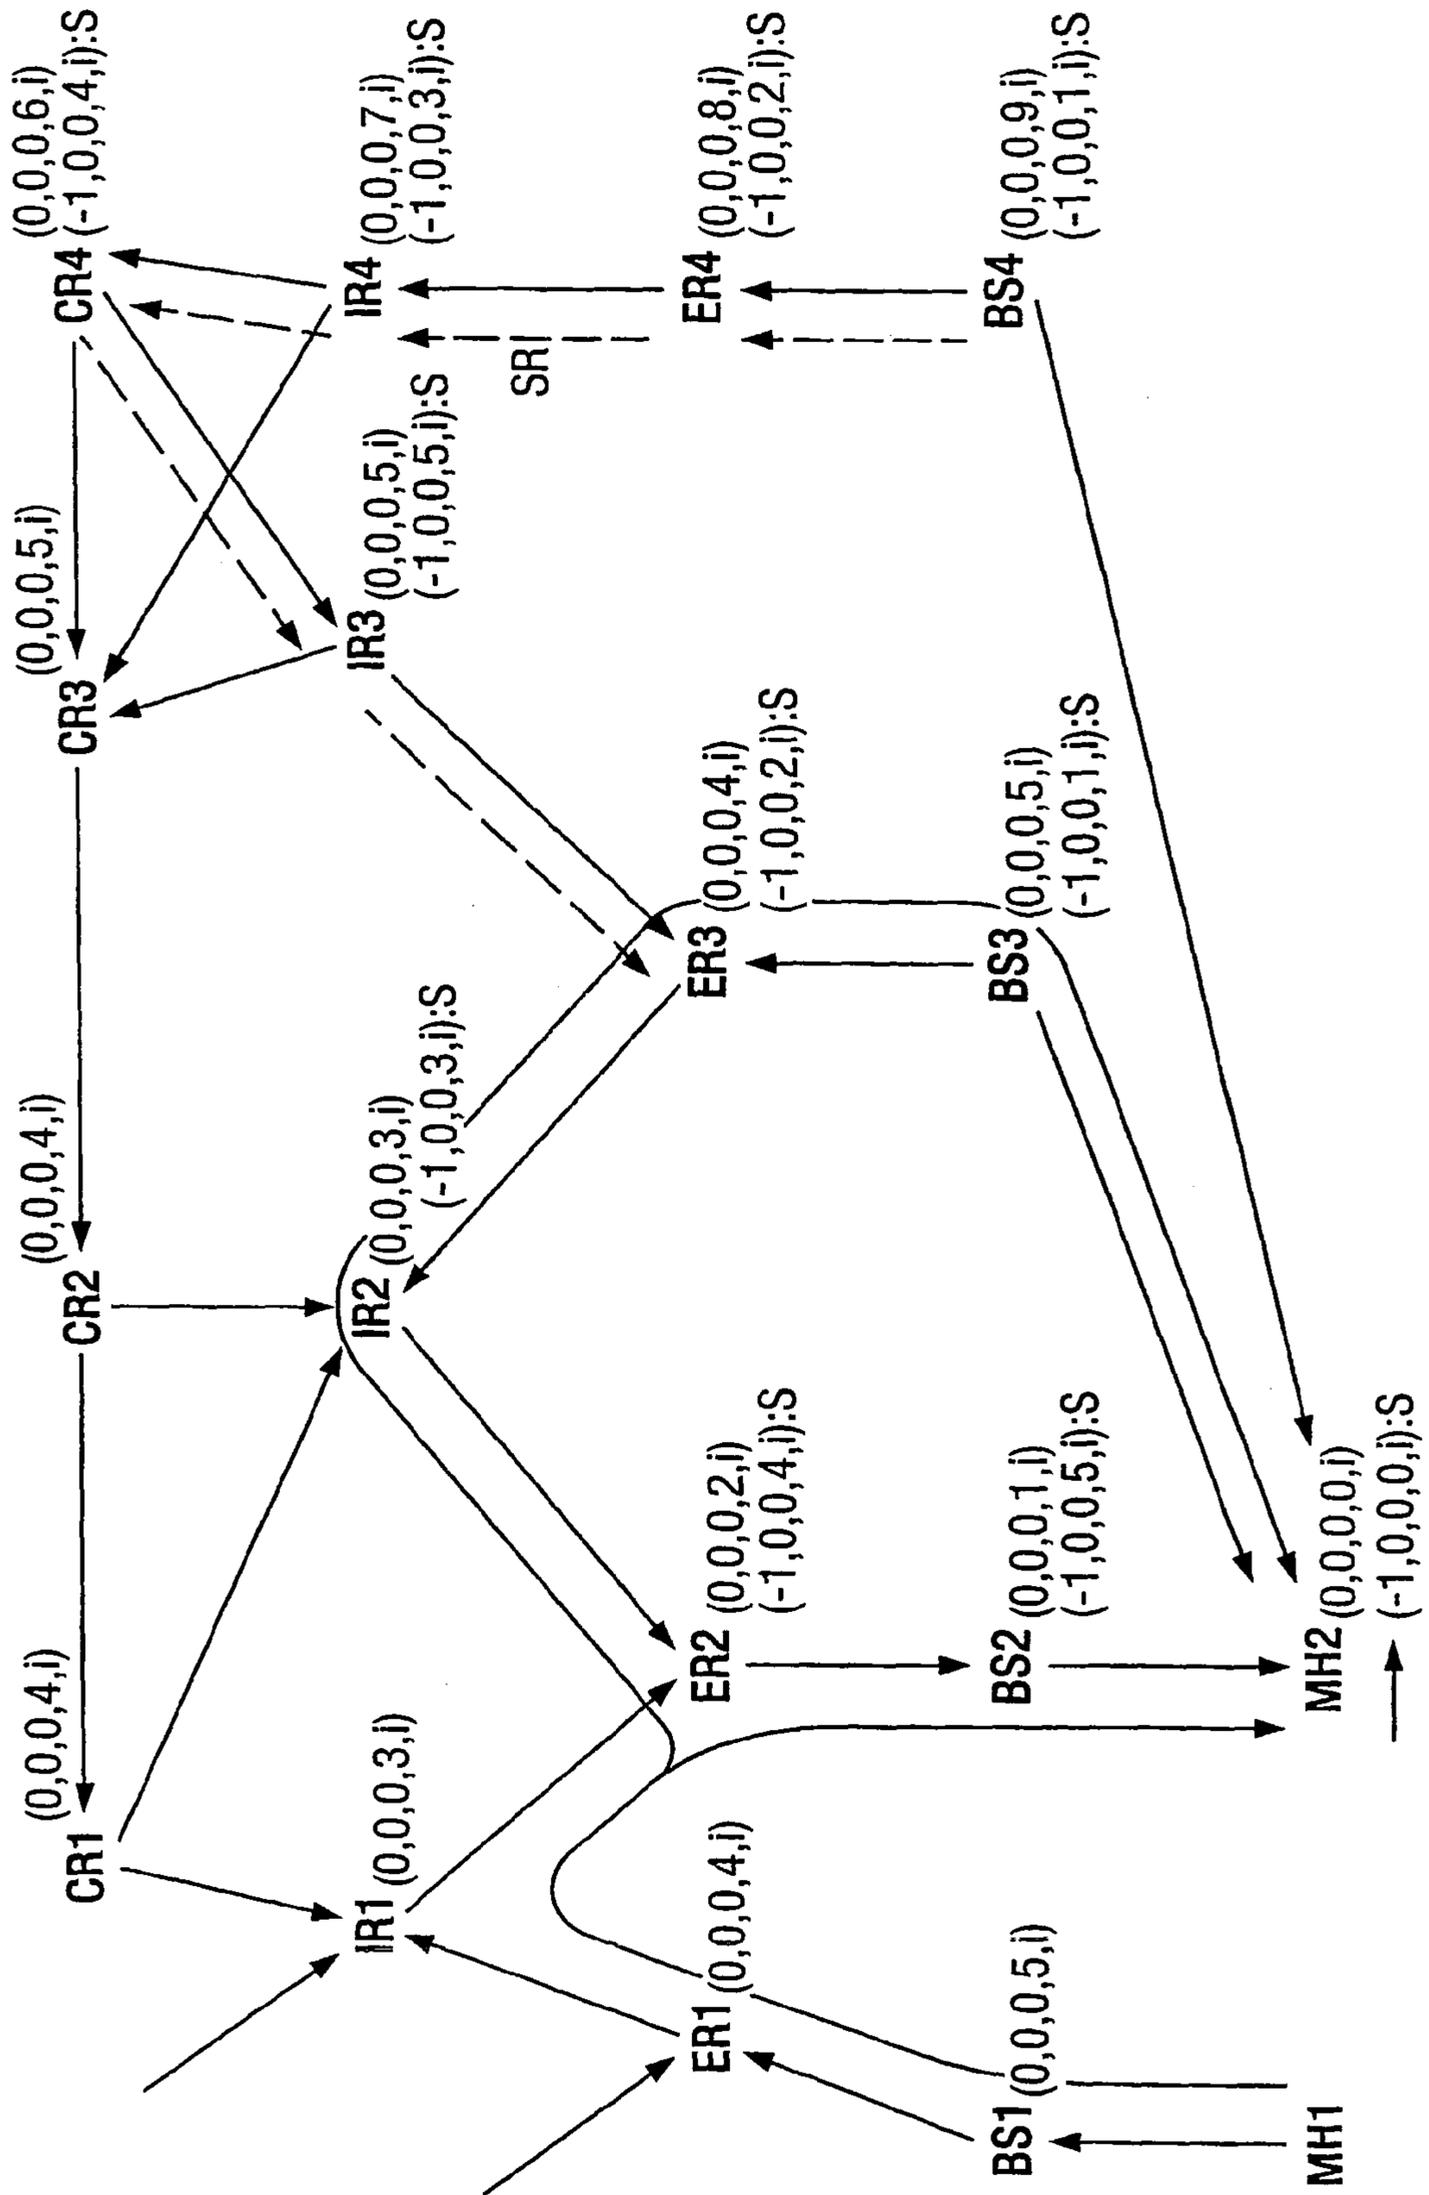 CR1
(0,0,0,4,i)
CR2
(0,0,0,4,i)
CR3
(0,0,0,5,i)
CR4
(0,0,0,6,i)
(-1,0,0,4,i):S
IR1
(0,0,0,3,i)
IR2
(0,0,0,3,i)
(-1,0,0,3,i):S
IR3
(0,0,0,5,i)
(-1,0,0,5,i):S
IR4
(0,0,0,7,i)
(-1,0,0,3,i):S
SRI
ER1
(0,0,0,4,i)
ER2
(0,0,0,2,i)
(-1,0,0,4,i):S
ER3
(0,0,0,4,i)
(-1,0,0,2,i):S
ER4
(0,0,0,8,i)
(-1,0,0,2,i):S
BS1
(0,0,0,5,i)
BS2
(0,0,0,1,i)
(-1,0,0,5,i):S
BS3
(0,0,0,5,i)
(-1,0,0,1,i):S
BS4
(0,0,0,9,i)
(-1,0,0,1,i):S
MH1
MH2
(0,0,0,0,i)
(-1,0,0,0,i):S